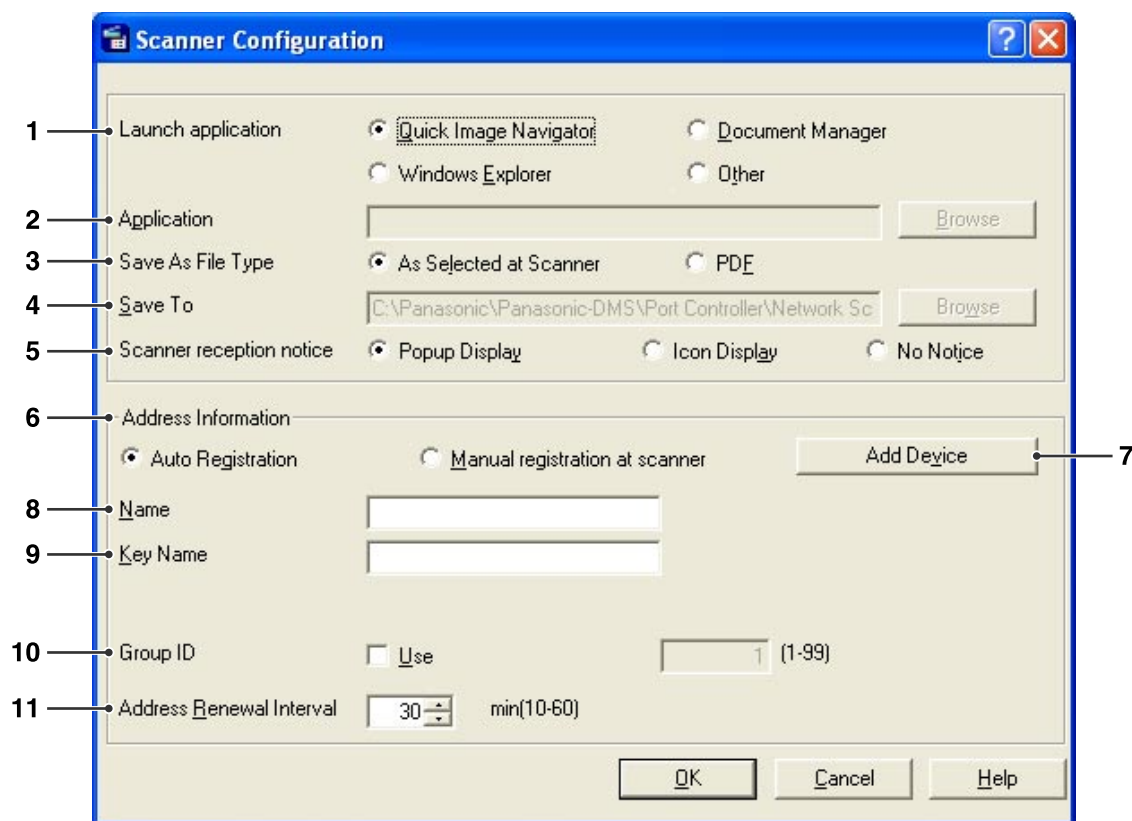 Scanner Configuration
1 Launch application Quick Image Navigator Document Manager
Windows Explorer Other
2 Application Browse
3 Save As File Type As Selected at Scanner PDF
4 Save To C:\Panasonic\Panasonic-DMS\Port Controller\Network Sc Browse
5 Scanner reception notice Popup Display Icon Display No Notice
6 Address Information
Auto Registration Manual registration at scanner Add Device 7
8 Name
9 Key Name
10 Group ID Use 1 (1-99)
11 Address Renewal Interval 30 min(10-60)
OK Cancel Help